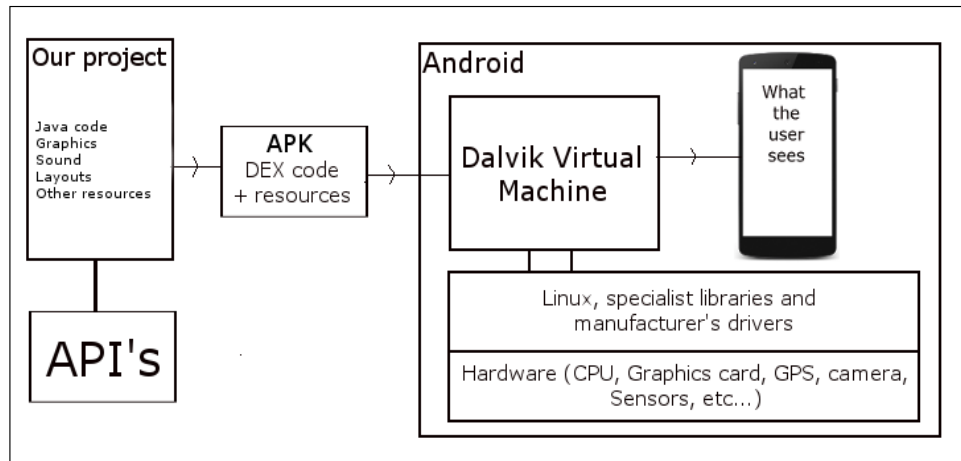 Our project
Java code
Graphics
Sound
Layouts
Other resources
API's
APK
DEX code
+ resources
Android
Dalvik Virtual
Machine
What
the
user
sees
Linux, specialist libraries and
manufacturer's drivers
Hardware (CPU, Graphics card, GPS, camera,
Sensors, etc...)